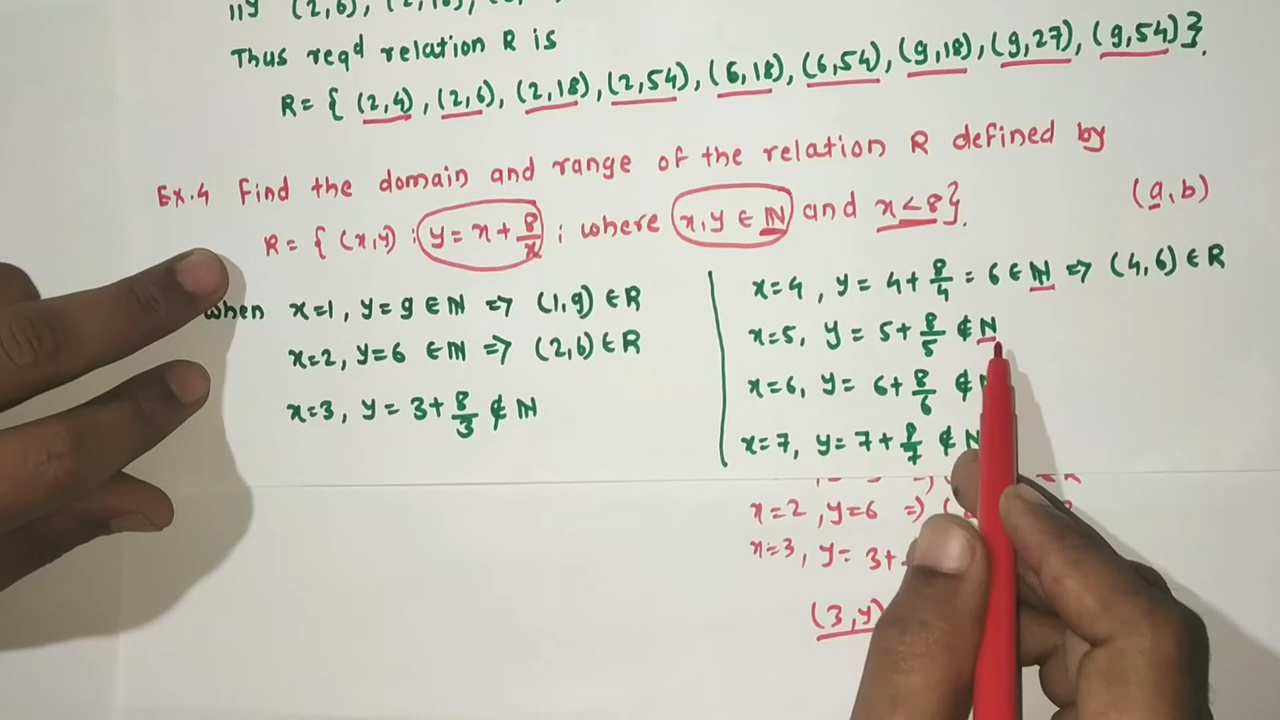 (2,6),
Thus reqd relation R is
R = { (2,4), (2,6), (2,18), (2,54), (6,18), (6,54), (9,18), (9,27), (9,54) }.
Ex.4 Find the domain and range of the relation R defined by
R = { (x,y) : y = x + 8/x ; where x,y ∈ ℕ and x < 8 }.
(a,b)
when x=1, y=9 ∈ ℕ ⇒ (1,9) ∈ R
x=2, y=6 ∈ ℕ ⇒ (2,6) ∈ R
x=3, y = 3 + 8/3 ∉ ℕ
x=4, y = 4 + 8/4 = 6 ∈ ℕ ⇒ (4,6) ∈ R
x=5, y = 5 + 8/5 ∉ ℕ
x=6, y = 6 + 8/6 ∉
x=7, y = 7 + 8/7 ∉ ℕ
x=2, y=6 ⇒
x=3, y = 3+
(3,y)